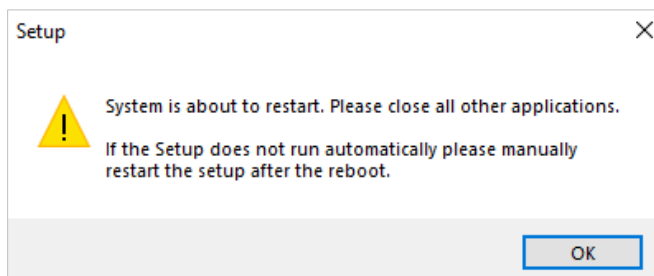 Setup
System is about to restart. Please close all other applications.
If the Setup does not run automatically please manually
restart the setup after the reboot.
OK